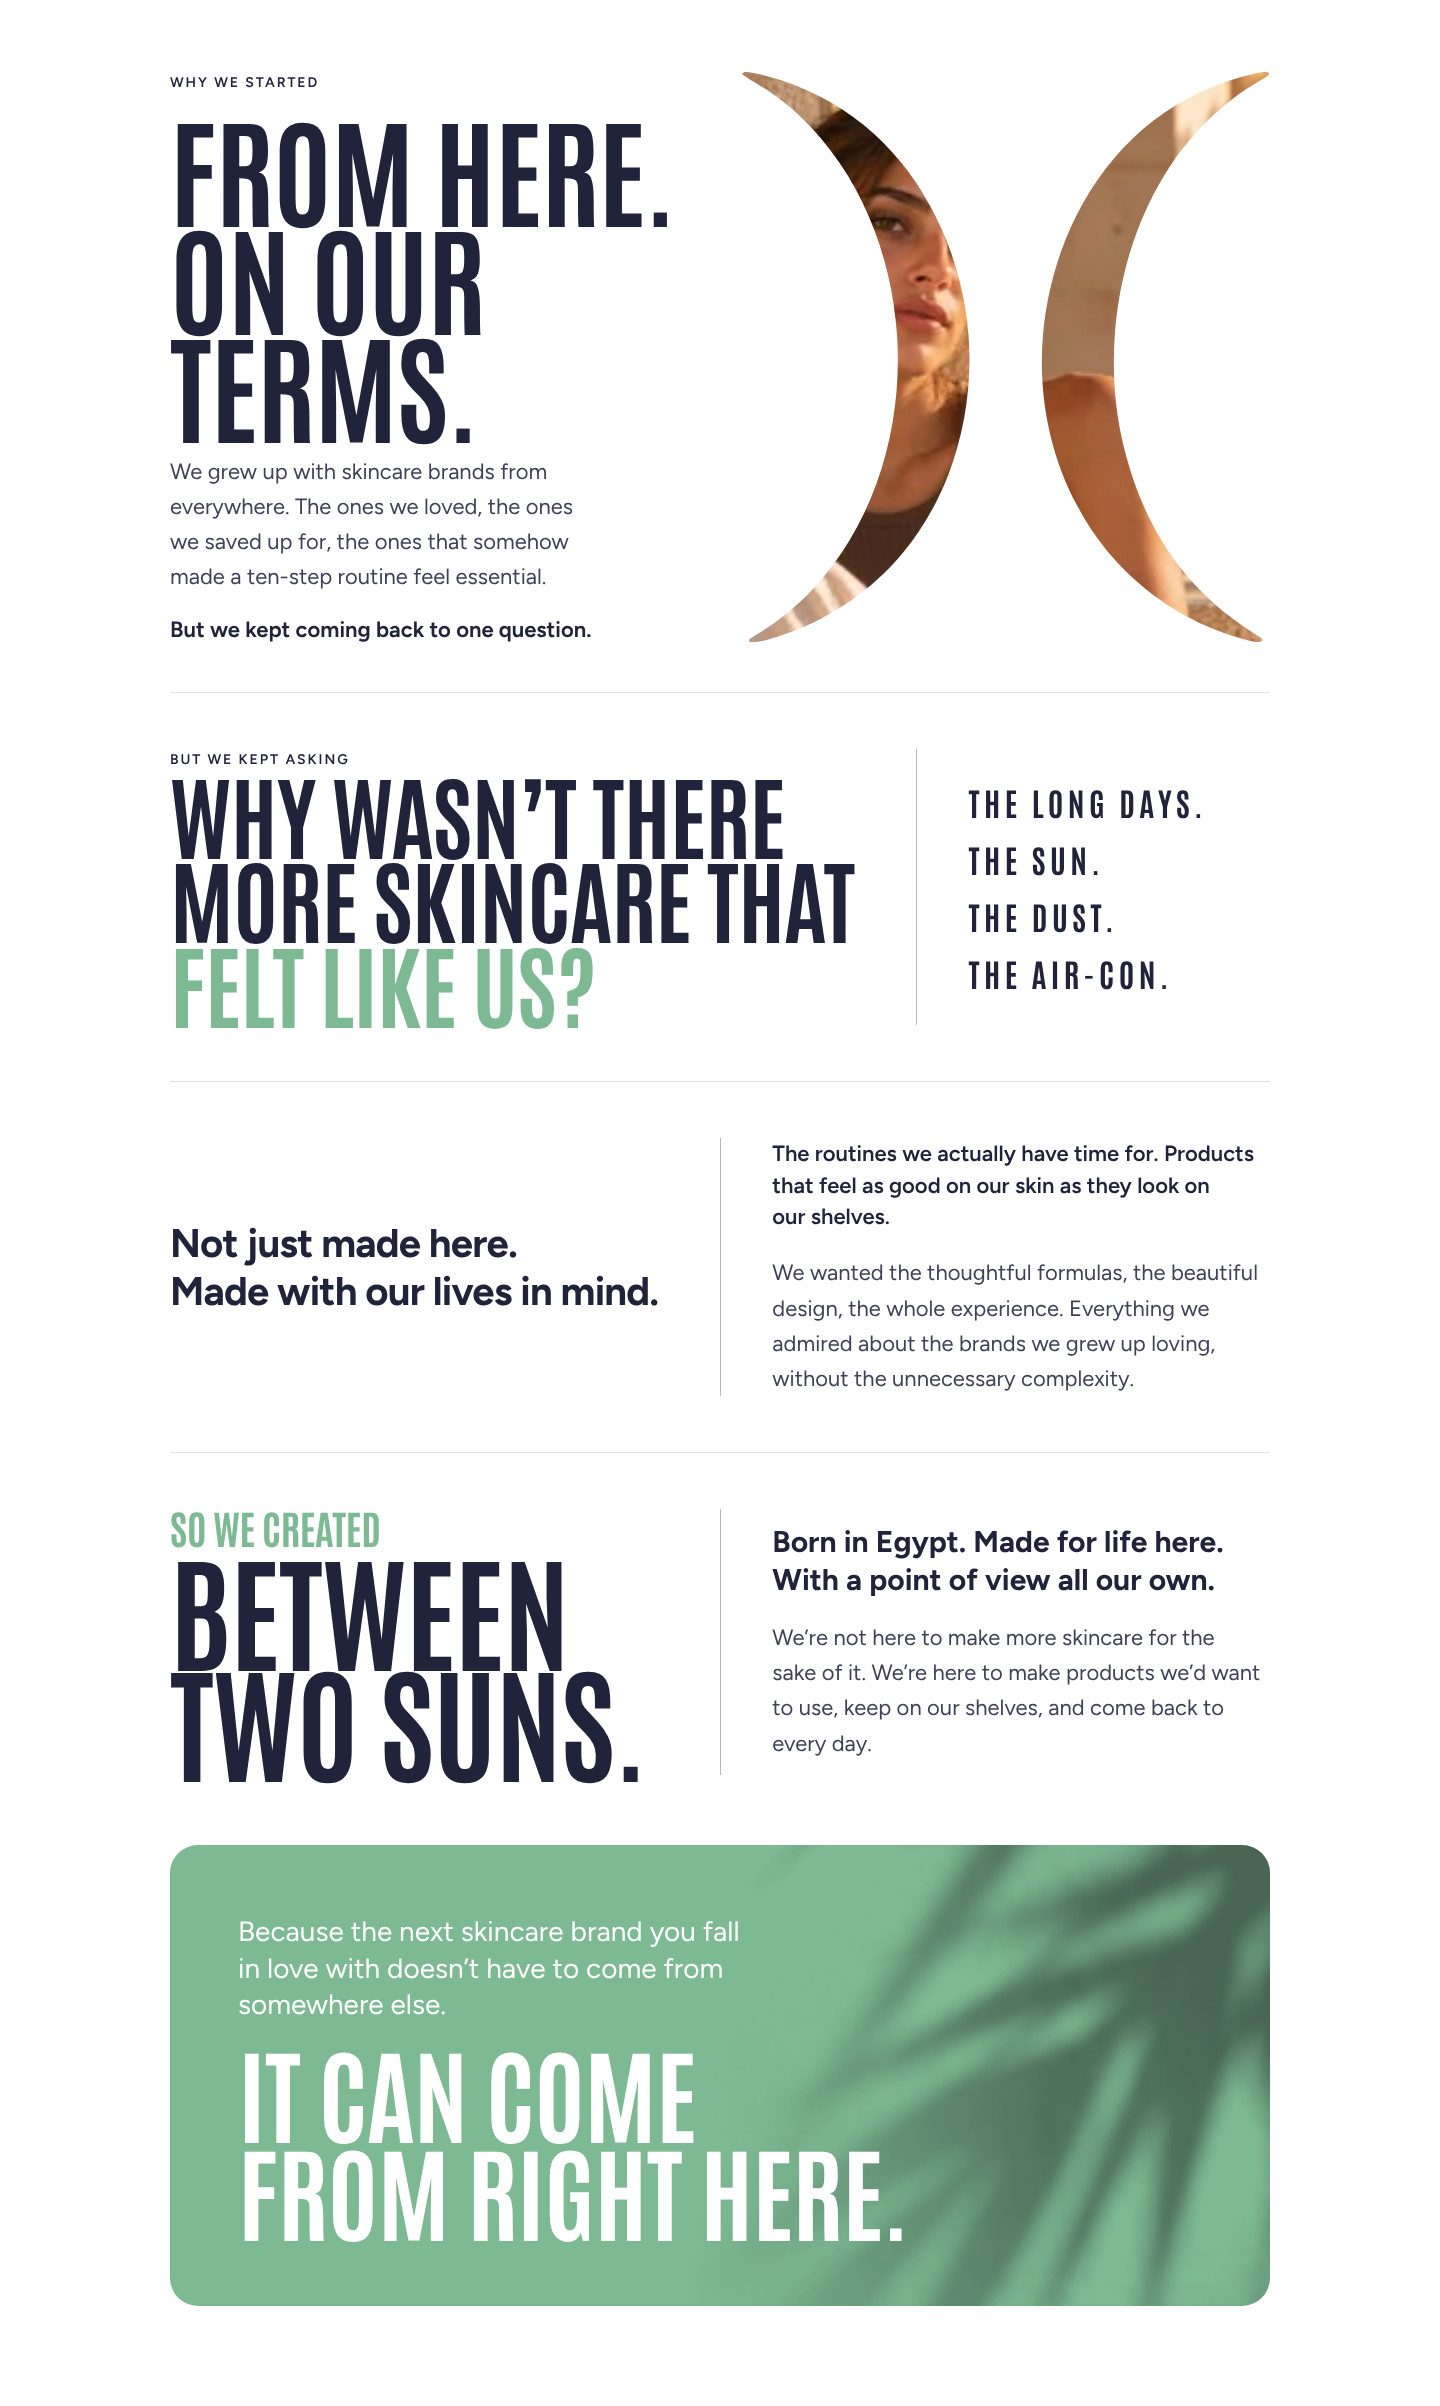 WHY WE STARTED
FROM HERE.
ON OUR
TERMS.
We grew up with skincare brands from
everywhere. The ones we loved, the ones
we saved up for, the ones that somehow
made a ten-step routine feel essential.
But we kept coming back to one question.
BUT WE KEPT ASKING
WHY WASN’T THERE
MORE SKINCARE THAT
FELT LIKE US?
THE LONG DAYS.
THE SUN.
THE DUST.
THE AIR-CON.
Not just made here.
Made with our lives in mind.
The routines we actually have time for. Products
that feel as good on our skin as they look on
our shelves.
We wanted the thoughtful formulas, the beautiful
design, the whole experience. Everything we
admired about the brands we grew up loving,
without the unnecessary complexity.
SO WE CREATED
BETWEEN
TWO SUNS.
Born in Egypt. Made for life here.
With a point of view all our own.
We’re not here to make more skincare for the
sake of it. We’re here to make products we’d want
to use, keep on our shelves, and come back to
every day.
Because the next skincare brand you fall
in love with doesn’t have to come from
somewhere else.
IT CAN COME
FROM RIGHT HERE.